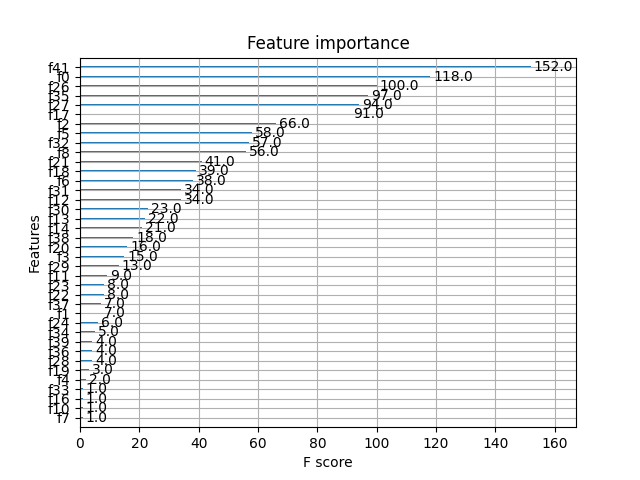 Feature importance
f41 152.0
f0 118.0
f26 100.0
f35 97.0
f27 94.0
f17 91.0
f2 66.0
f5 58.0
f32 57.0
f8 56.0
f21 41.0
f18 39.0
f6 38.0
f31 34.0
f12 34.0
f30 23.0
f13 22.0
f14 21.0
f38 18.0
f20 16.0
f3 15.0
f29 13.0
f11 9.0
f23 8.0
f22 8.0
f37 7.0
f1 7.0
f24 6.0
f34 5.0
f39 4.0
f36 4.0
f28 4.0
f19 3.0
f4 2.0
f33 1.0
f16 1.0
f10 1.0
f7 1.0
Features
0 20 40 60 80 100 120 140 160
F score